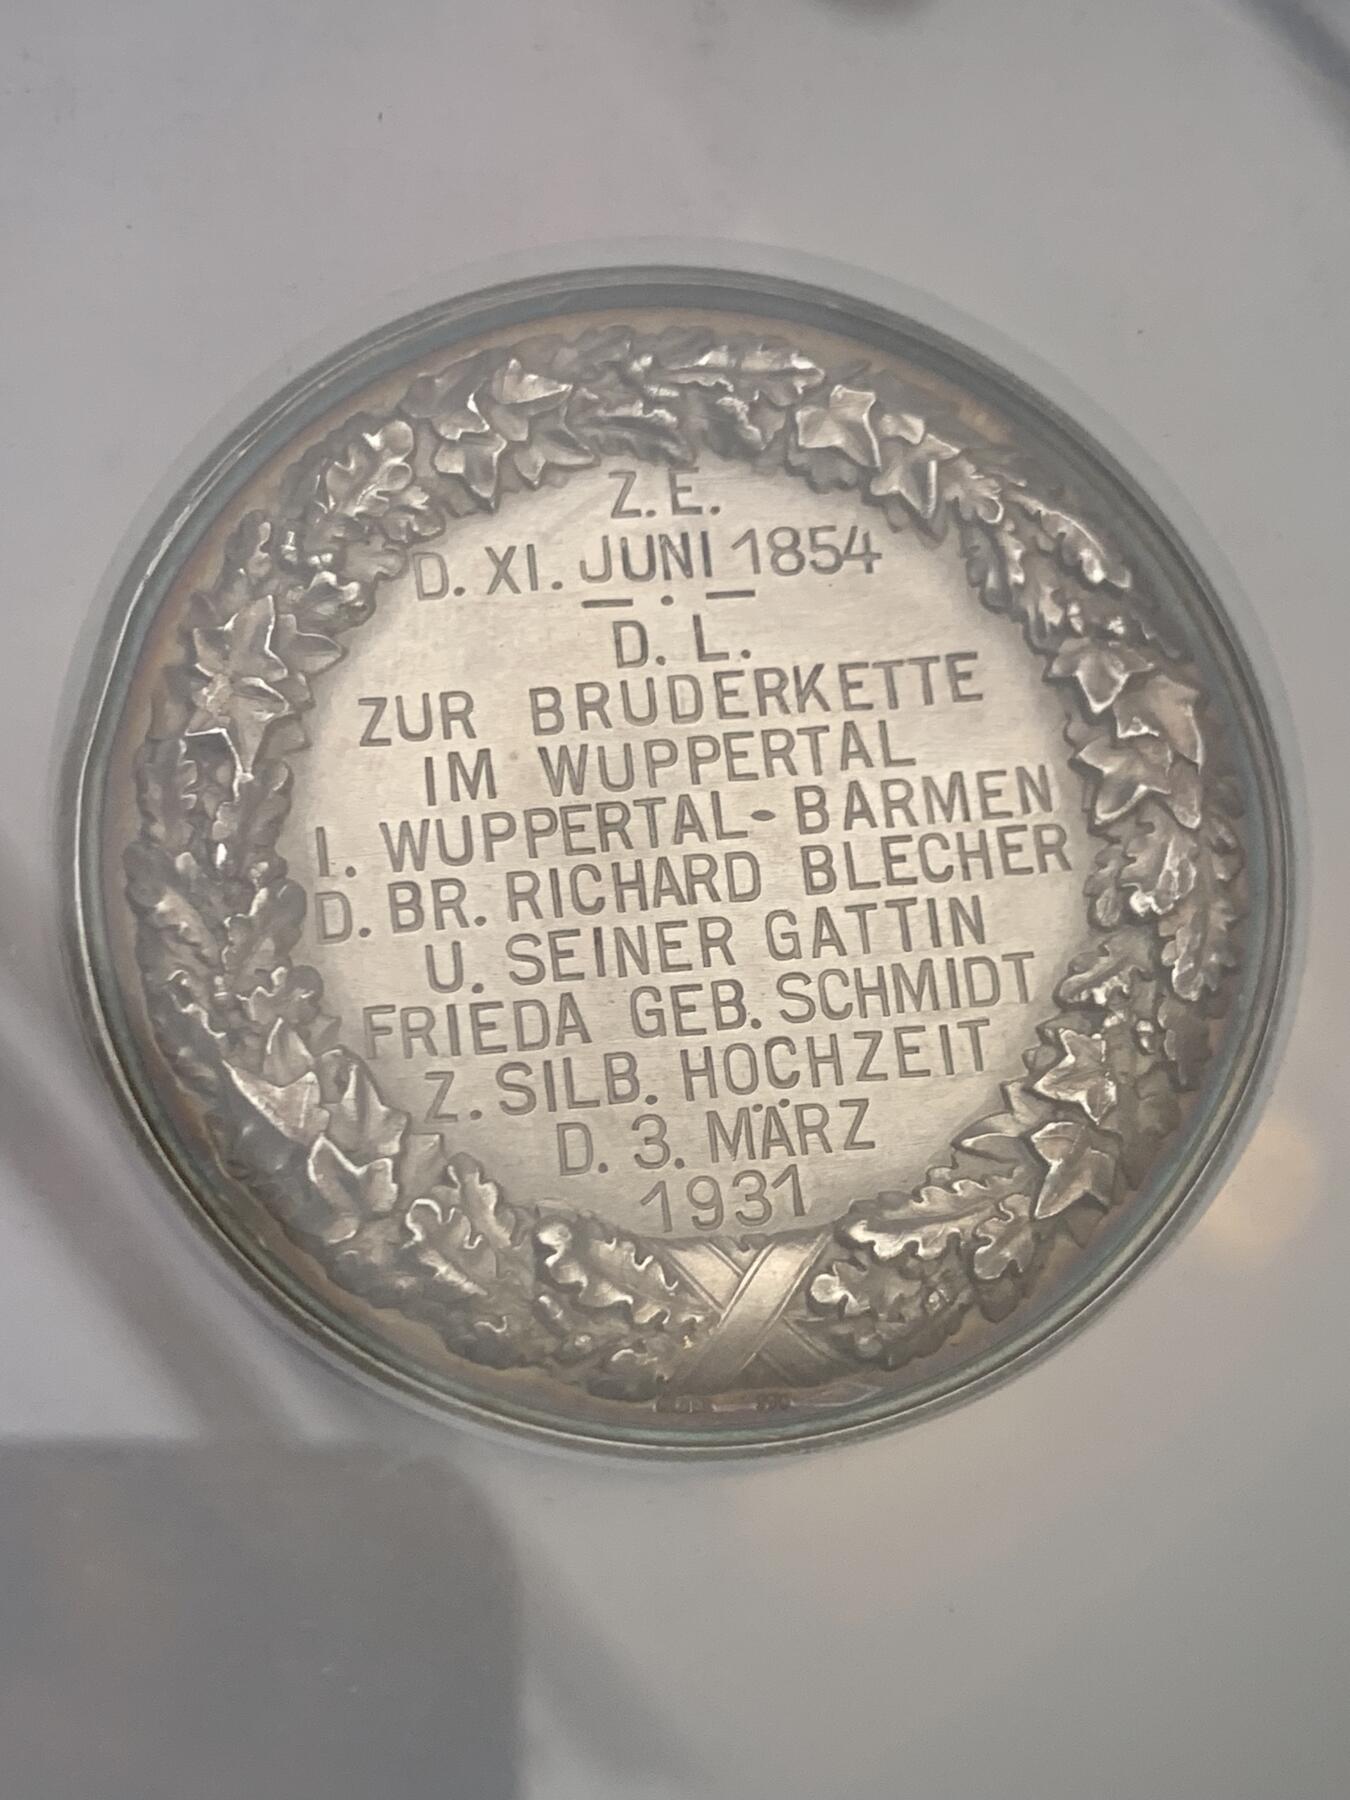 Z. E.
D. XI. JUNI 1854
— · —
D. L.
ZUR BRUDERKETTE
IM WUPPERTAL
I. WUPPERTAL-BARMEN
D. BR. RICHARD BLECHER
U. SEINER GATTIN
FRIEDA GEB. SCHMIDT
Z. SILB. HOCHZEIT
D. 3. MÄRZ
1931